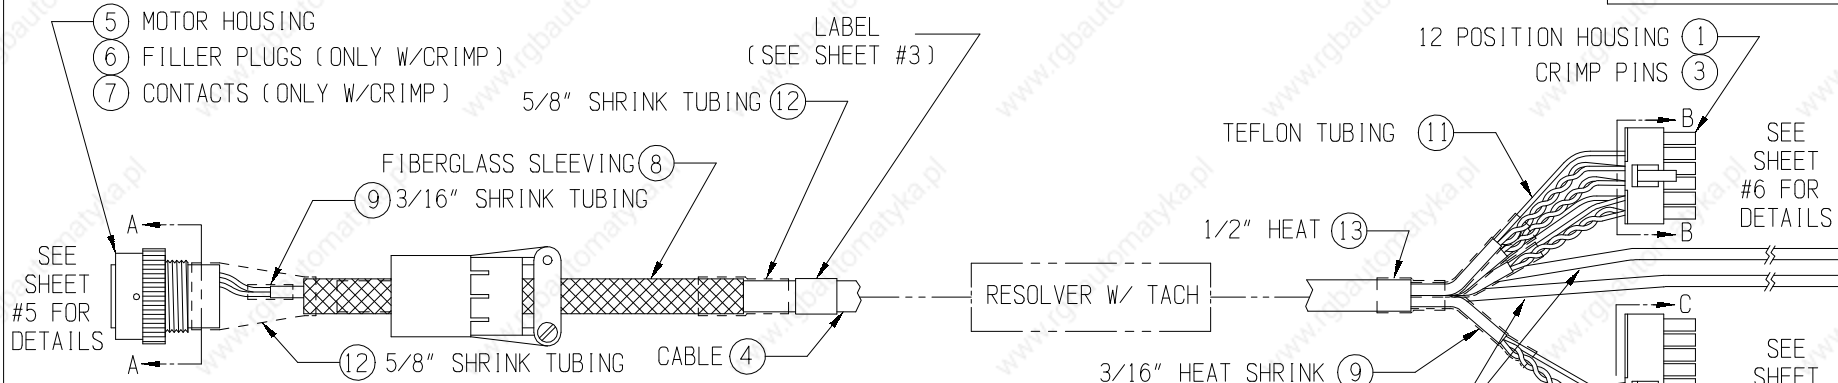 5 MOTOR HOUSING
6 FILLER PLUGS (ONLY W/CRIMP)
7 CONTACTS (ONLY W/CRIMP)
LABEL
(SEE SHEET #3)
5/8" SHRINK TUBING 12
FIBERGLASS SLEEVING 8
9 3/16" SHRINK TUBING
A
SEE
SHEET
#5 FOR
DETAILS
A
12 5/8" SHRINK TUBING
CABLE 4
RESOLVER W/ TACH
12 POSITION HOUSING 1
CRIMP PINS 3
TEFLON TUBING 11
B
SEE
SHEET
#6 FOR
DETAILS
B
1/2" HEAT 13
C
3/16" HEAT SHRINK 9
SEE
SHEET
www.rgbautomatyka.pl